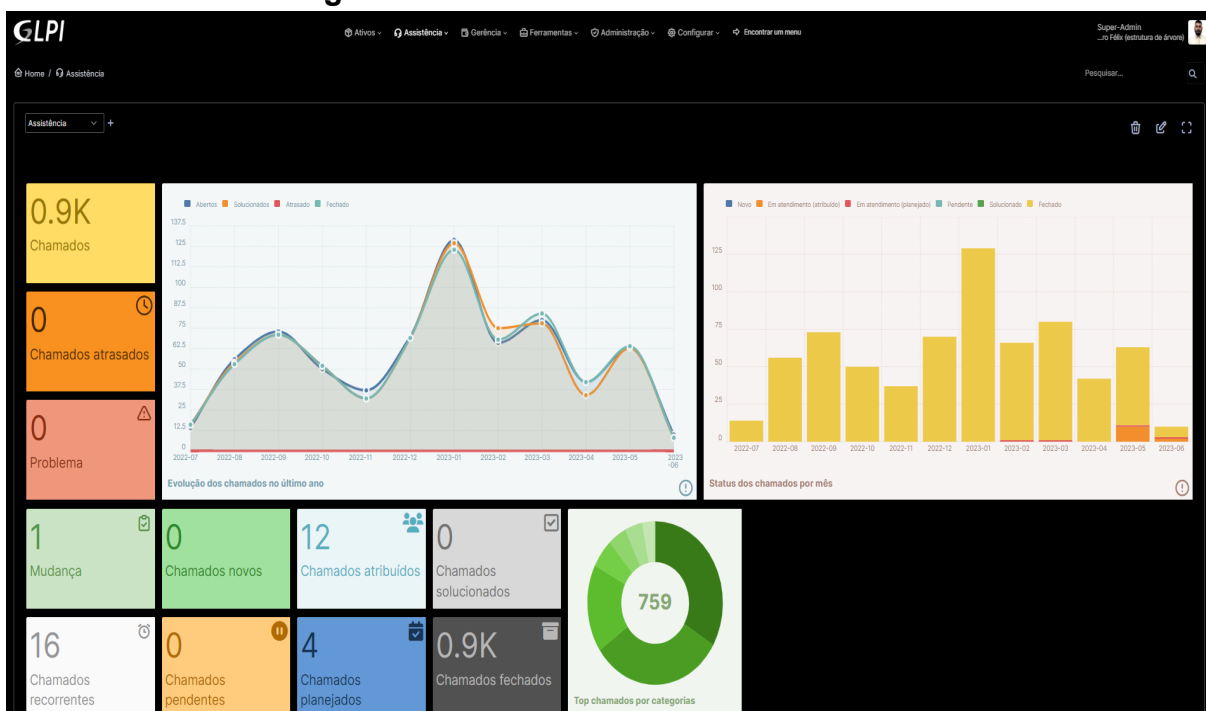 GLPI
Ativos
Assistência
Gerência
Ferramentas
Administração
Configurar
Encontrar um menu
Super-Admin
...ro Félix (estrutura de árvore)
Home / Assistência
Pesquisar...
Assistência
+
0.9K
Chamados
0
Chamados atrasados
0
Problema
Abertos Solucionados Atrasado Fechado
137.5
125
112.5
100
87.5
75
62.5
50
37.5
25
12.5
0
2022-07 2022-08 2022-09 2022-10 2022-11 2022-12 2023-01 2023-02 2023-03 2023-04 2023-05 2023
-06
Evolução dos chamados no último ano
Novo Em atendimento (atribuído) Em atendimento (planejado) Pendente Solucionado Fechado
125
100
75
50
25
0
2022-07 2022-08 2022-09 2022-10 2022-11 2022-12 2023-01 2023-02 2023-03 2023-04 2023-05 2023-06
Status dos chamados por mês
1
Mudança
0
Chamados novos
12
Chamados atribuídos
0
Chamados
solucionados
759
Top chamados por categorias
16
Chamados
recorrentes
0
Chamados
pendentes
4
Chamados
planejados
0.9K
Chamados fechados